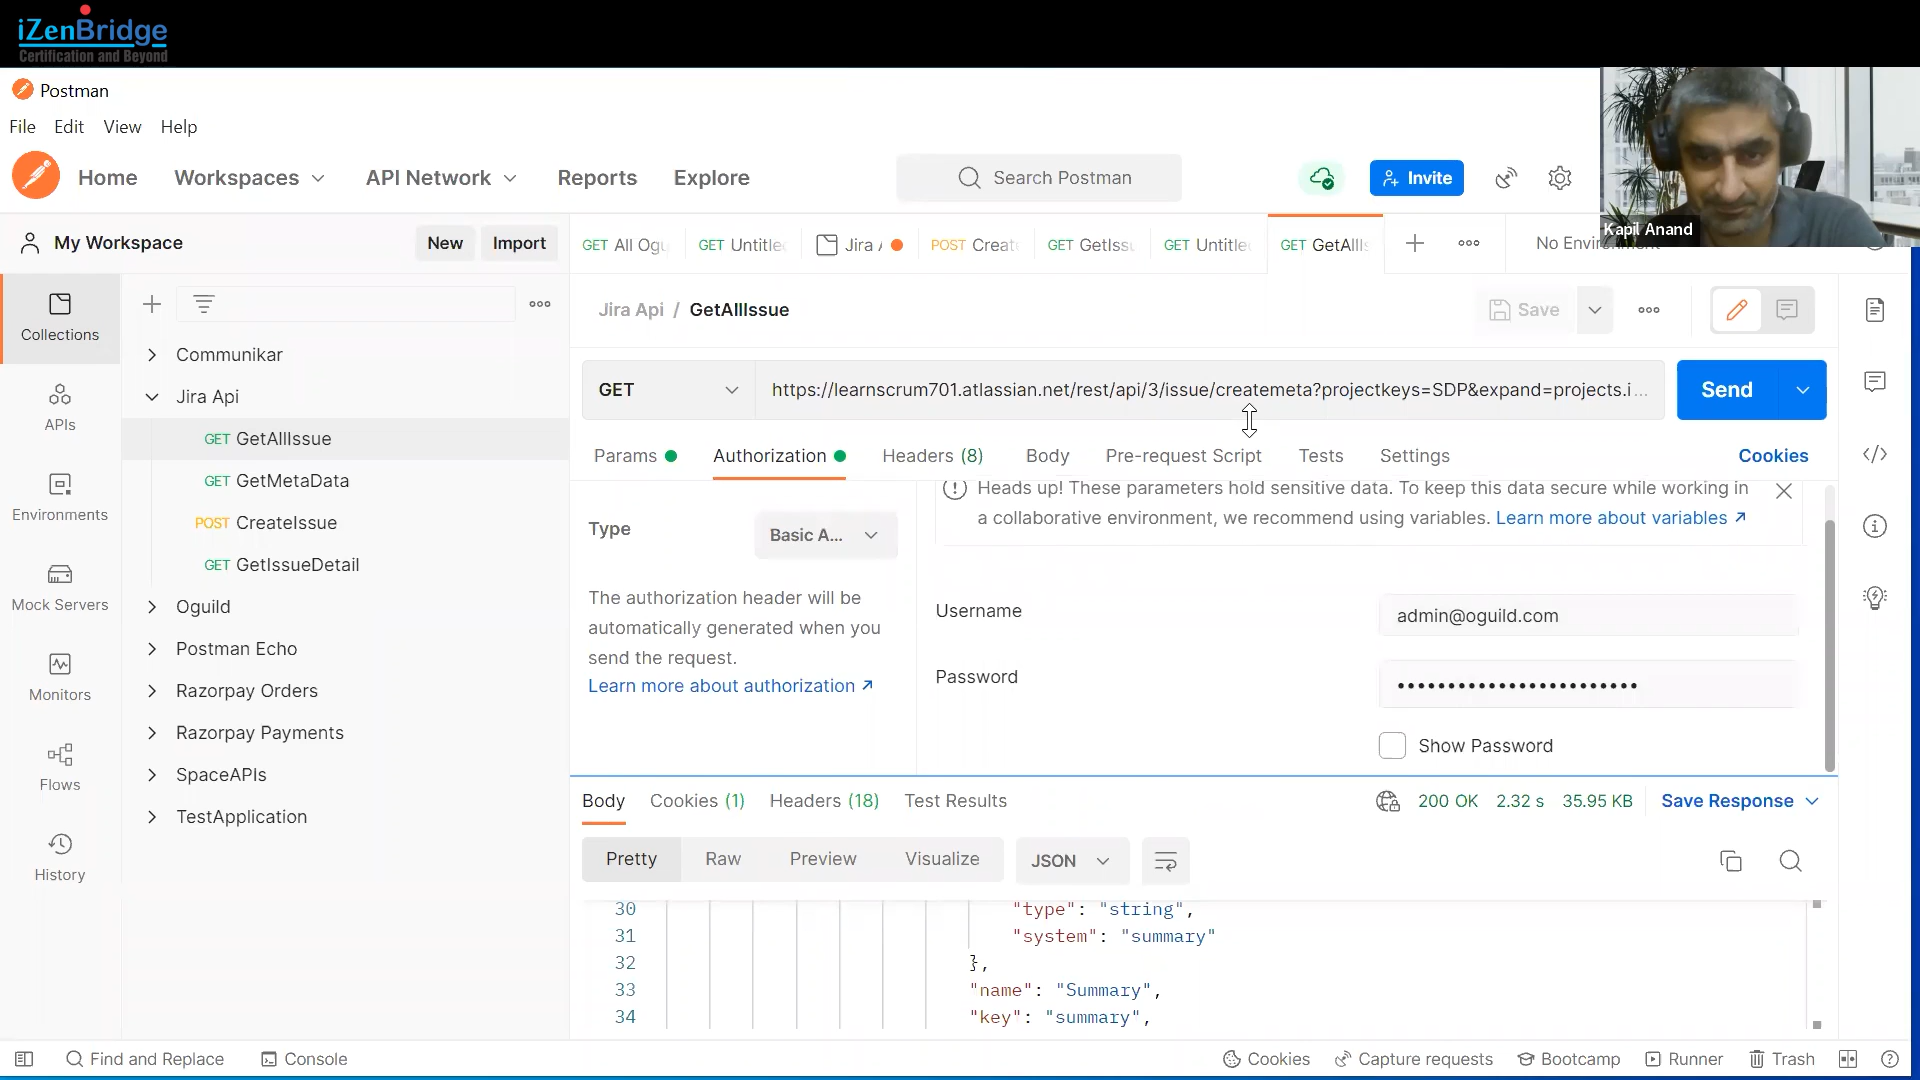 iZenBridge
Certification and Beyond
Postman
File Edit View Help
Home Workspaces API Network Reports Explore
Search Postman
Invite
Kapil Anand
My Workspace
New Import
GET All Ogu
GET Untitle
Jira A
POST Creat
GET GetIssu
GET Untitle
GET GetAllIs
No Environment
Collections
APIs
Environments
Mock Servers
Monitors
Flows
History
Communikar
Jira Api
GET GetAllIssue
GET GetMetaData
POST CreateIssue
GET GetIssueDetail
Oguild
Postman Echo
Razorpay Orders
Razorpay Payments
SpaceAPIs
TestApplication
Jira Api / GetAllIssue
Save
GET
https://learnscrum701.atlassian.net/rest/api/3/issue/createmeta?projectkeys=SDP&expand=projects.i...
Send
Params Authorization Headers (8) Body Pre-request Script Tests Settings
Cookies
Type
Basic A...
The authorization header will be
automatically generated when you
send the request.
Learn more about authorization ↗
Heads up! These parameters hold sensitive data. To keep this data secure while working in
a collaborative environment, we recommend using variables. Learn more about variables ↗
Username
admin@oguild.com
Password
••••••••••••••••••••••••
Show Password
Body Cookies (1) Headers (18) Test Results
200 OK 2.32 s 35.95 KB
Save Response
Pretty Raw Preview Visualize
JSON
30 "type": "string",
31 "system": "summary"
32 },
33 "name": "Summary",
34 "key": "summary",
Find and Replace
Console
Cookies
Capture requests
Bootcamp
Runner
Trash